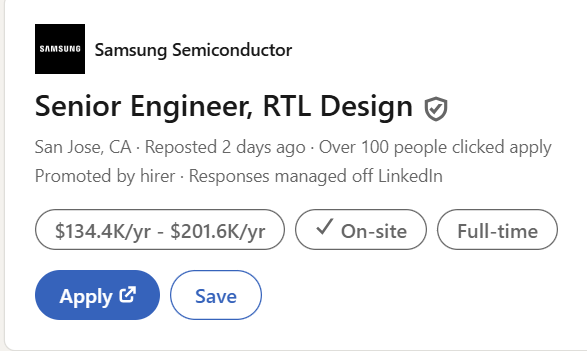 SAMSUNG
Samsung Semiconductor
Senior Engineer, RTL Design
San Jose, CA · Reposted 2 days ago · Over 100 people clicked apply
Promoted by hirer · Responses managed off LinkedIn
$134.4K/yr - $201.6K/yr
On-site
Full-time
Apply
Save